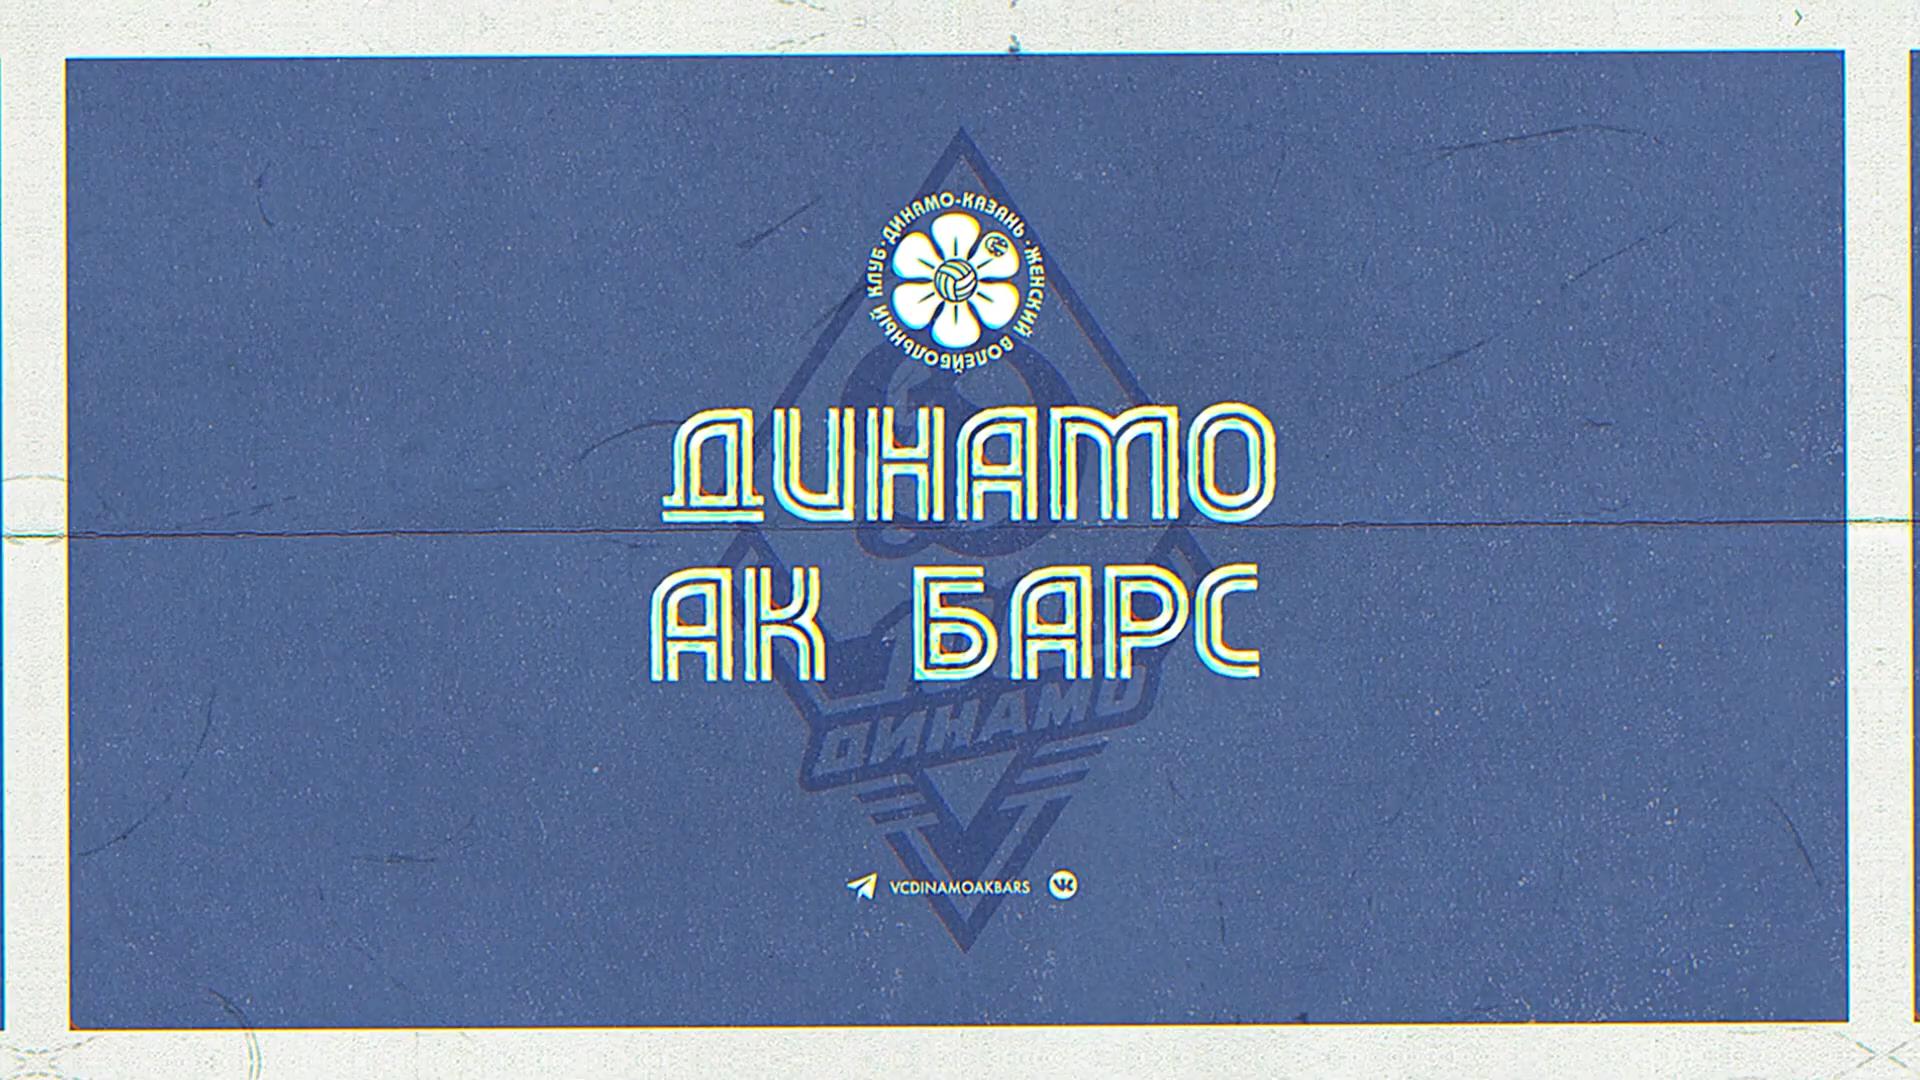 ДИНАМО-КАЗАНЬ · ЖЕНСКИЙ ВОЛЕЙБОЛЬНЫЙ КЛУБ ·
ДИНАМО
АК БАРС
ДИНАМО
VCDINAMOAKBARS